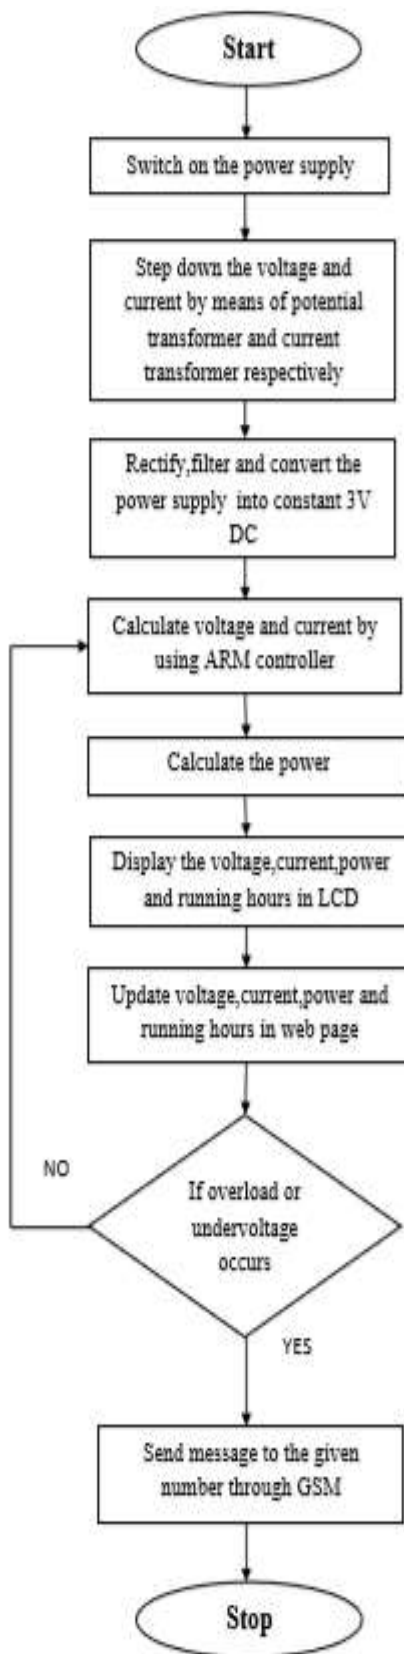 Start
Switch on the power supply
Step down the voltage and
current by means of potential
transformer and current
transformer respectively
Rectify,filter and convert the
power supply into constant 3V
DC
Calculate voltage and current by
using ARM controller
Calculate the power
Display the voltage,current,power
and running hours in LCD
Update voltage,current,power and
running hours in web page
NO
If overload or
undervoltage
occurs
YES
Send message to the given
number through GSM
Stop